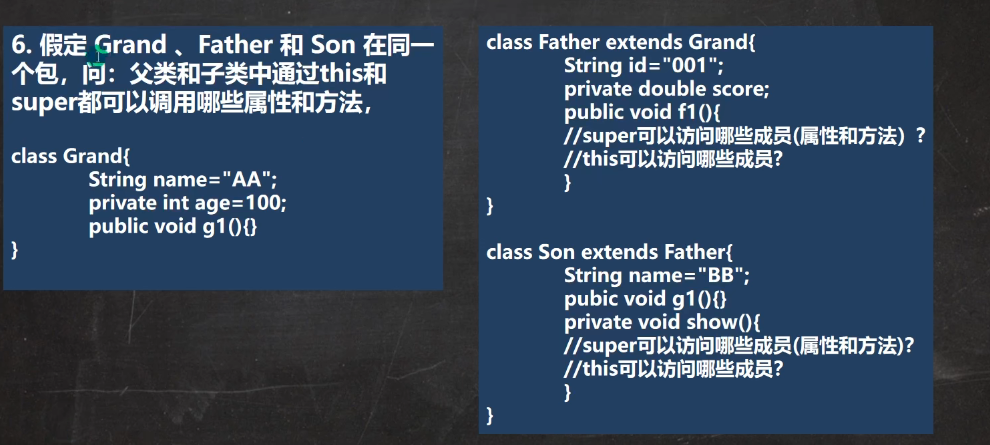 6. 假定 Grand 、Father 和 Son 在同一
个包，问：父类和子类中通过this和
super都可以调用哪些属性和方法，
class Grand{
String name="AA";
private int age=100;
public void g1(){}
}
class Father extends Grand{
String id="001";
private double score;
public void f1(){
//super可以访问哪些成员(属性和方法）?
//this可以访问哪些成员?
}
}
class Son extends Father{
String name="BB";
pubic void g1(){}
private void show(){
//super可以访问哪些成员(属性和方法)?
//this可以访问哪些成员?
}
}